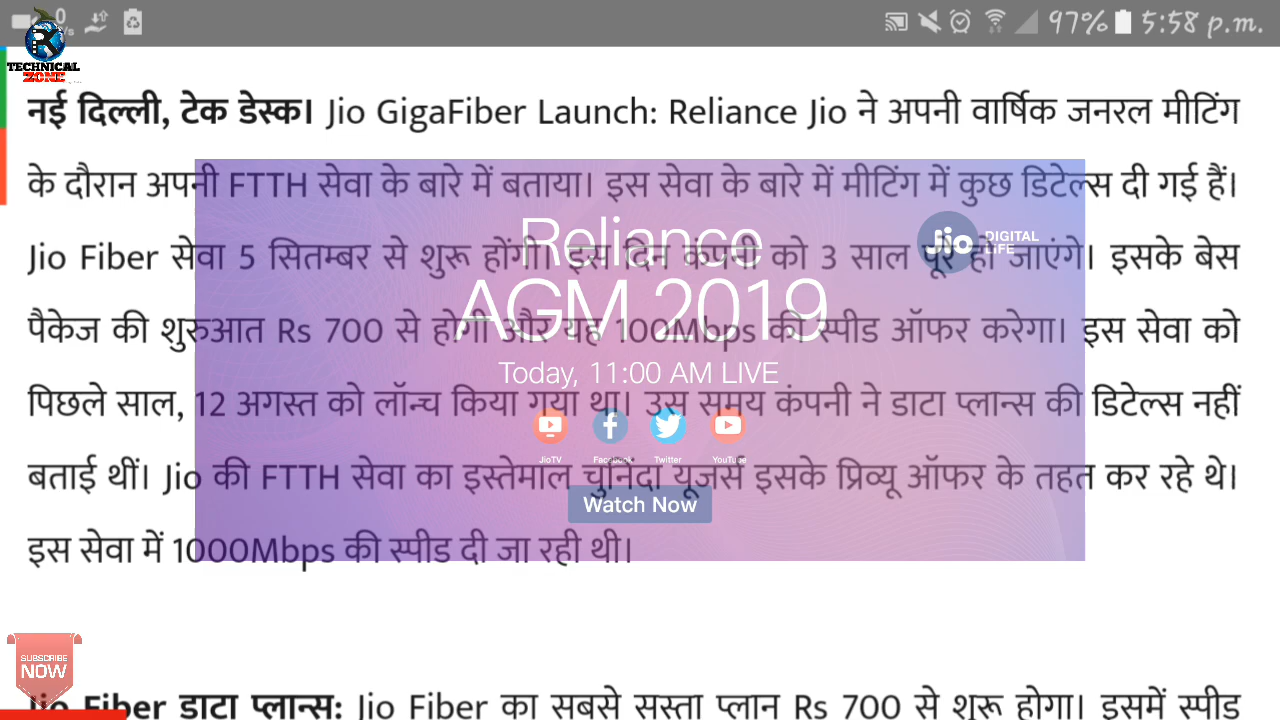 0
K/s
97% 5:58 p.m.
R
TECHNICAL
ZONE
नई दिल्ली, टेक डेस्क। Jio GigaFiber Launch: Reliance Jio ने अपनी वार्षिक जनरल मीटिंग
के दौरान अपनी FTTH सेवा के बारे में बताया। इस सेवा के बारे में मीटिंग में कुछ डिटेल्स दी गई हैं।
Jio Fiber सेवा 5 सितम्बर से शुरू होंगी। इस दिन कंपनी को 3 साल पूरे हो जाएंगे। इसके बेस
पैकेज की शुरुआत Rs 700 से होगी और यह 100Mbps की स्पीड ऑफर करेगा। इस सेवा को
पिछले साल, 12 अगस्त को लॉन्च किया गया था। उस समय कंपनी ने डाटा प्लान्स की डिटेल्स नहीं
बताई थीं। Jio की FTTH सेवा का इस्तेमाल चुनिंदा यूजर्स इसके प्रिव्यू ऑफर के तहत कर रहे थे।
इस सेवा में 1000Mbps की स्पीड दी जा रही थी।
Reliance
AGM 2019
Today, 11:00 AM LIVE
Jio DIGITAL
LIFE
JioTV Facebook Twitter YouTube
Watch Now
SUBSCRIBE
NOW
Jio Fiber डाटा प्लान्स: Jio Fiber का सबसे सस्ता प्लान Rs 700 से शुरू होगा। इसमें स्पीड